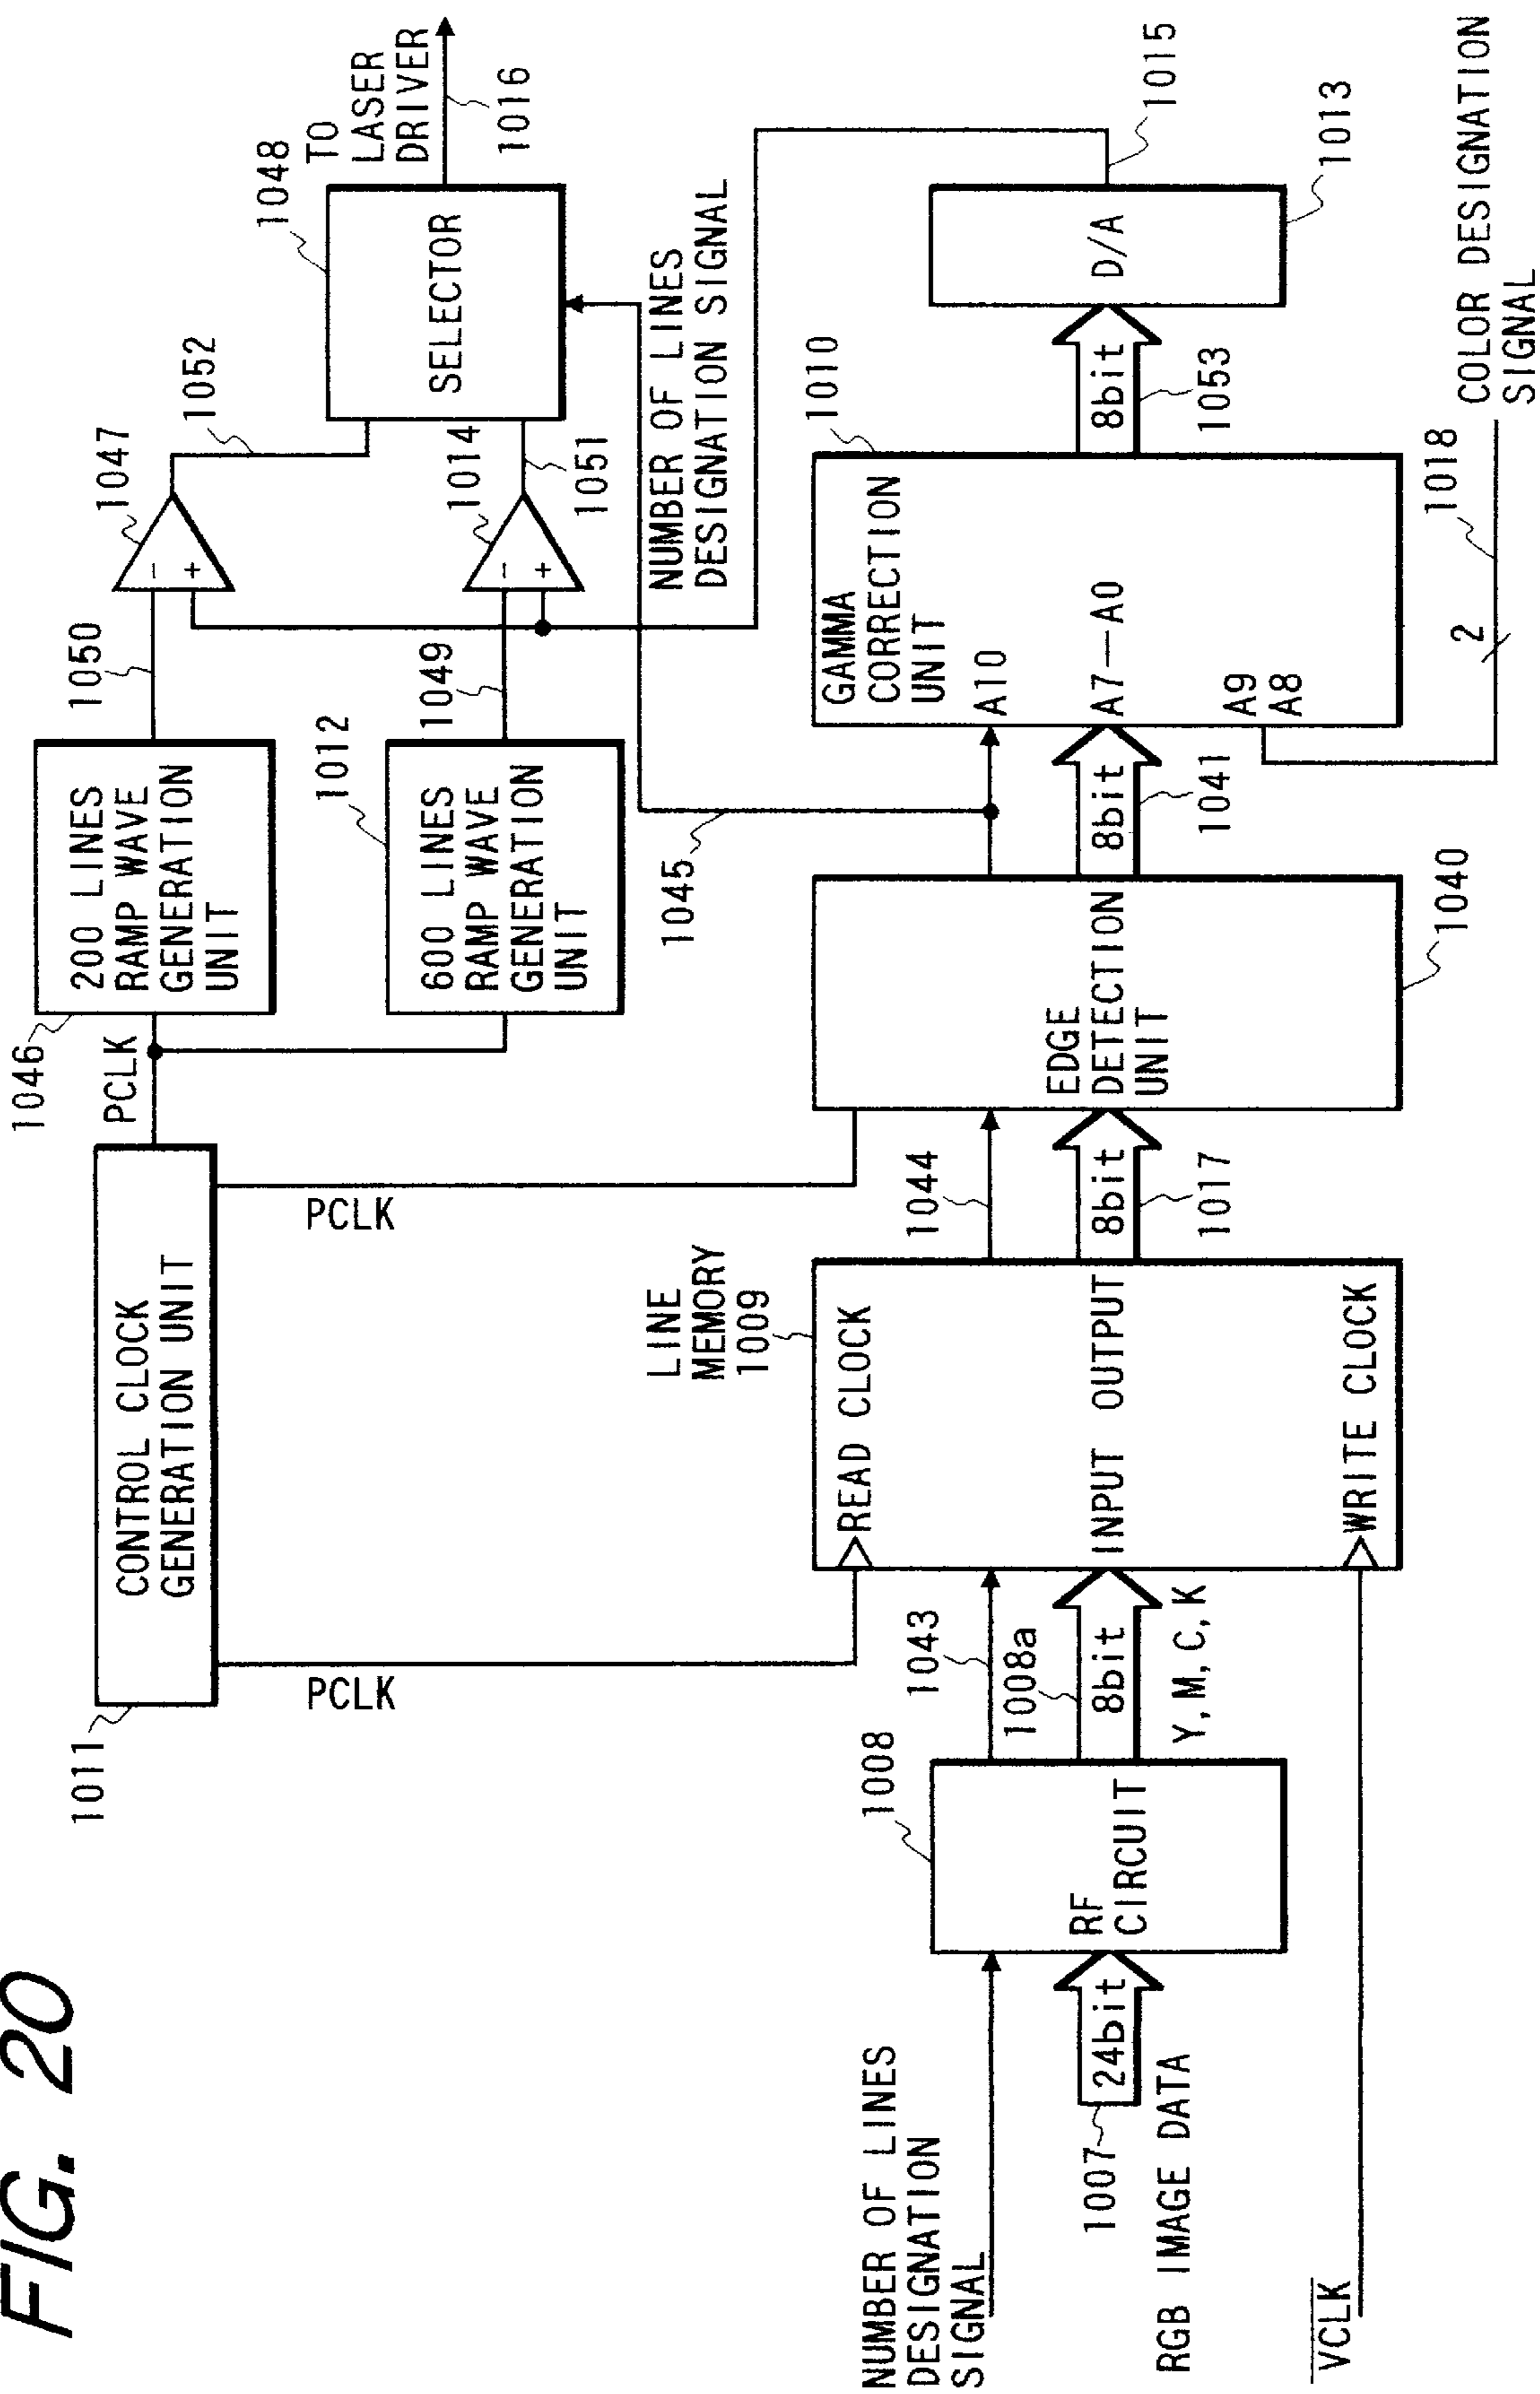 FIG. 20
1011
CONTROL CLOCK
GENERATION UNIT
PCLK
1046
200 LINES
RAMP WAVE
GENERATION
UNIT
1050
1047
-
+
1052
1048
SELECTOR
TO
LASER
DRIVER
1016
1012
600 LINES
RAMP WAVE
GENERATION
UNIT
1049
1014
-
+
1051
PCLK
PCLK
1045
NUMBER OF LINES
DESIGNATION SIGNAL
NUMBER OF LINES
DESIGNATION
SIGNAL
1007
24bit
RGB IMAGE DATA
VCLK
1008
RF
CIRCUIT
1043
1008a
8bit
Y, M, C, K
LINE
MEMORY
1009
READ CLOCK
INPUT OUTPUT
WRITE CLOCK
1044
8bit
1017
EDGE
DETECTION
UNIT
1040
8bit
1041
GAMMA
CORRECTION
UNIT
A10
A7—A0
A9
A8
1010
8bit
1053
D/A
1015
1013
2
1018
COLOR DESIGNATION
SIGNAL